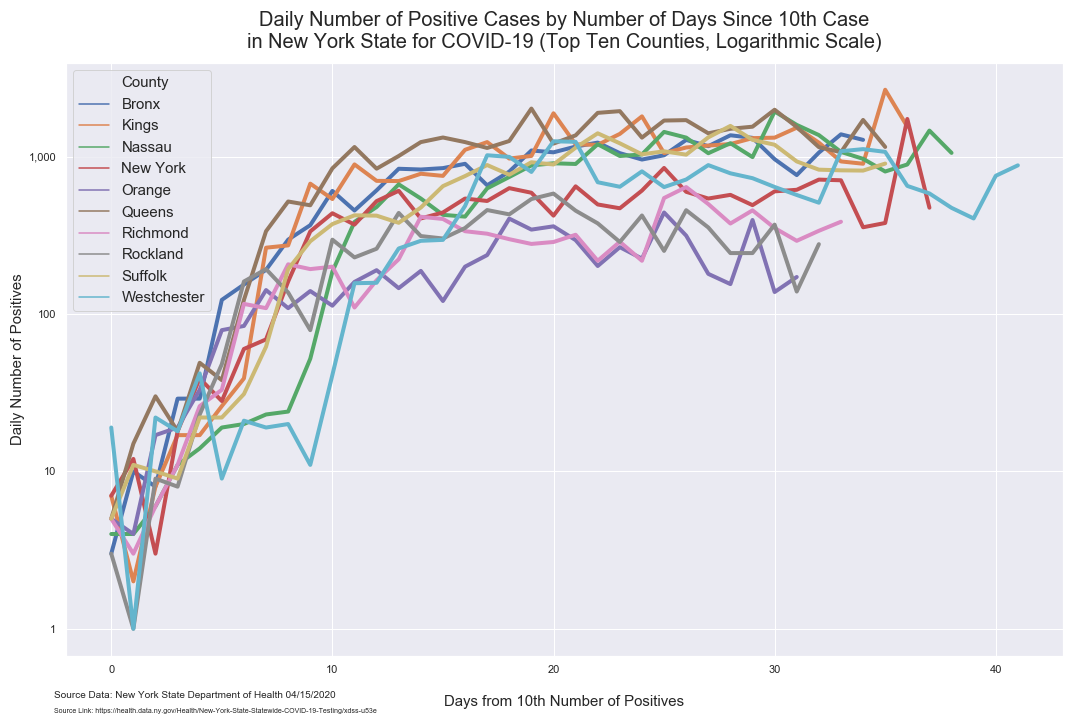 Daily Number of Positive Cases by Number of Days Since 10th Case
in New York State for COVID-19 (Top Ten Counties, Logarithmic Scale)
County
Bronx
Kings
Nassau
New York
Orange
Queens
Richmond
Rockland
Suffolk
Westchester
Daily Number of Positives
1,000
100
10
1
0
10
20
30
40
Days from 10th Number of Positives
Source Data: New York State Department of Health 04/15/2020
Source Link: https://health.data.ny.gov/Health/New-York-State-Statewide-COVID-19-Testing/xdss-u53e